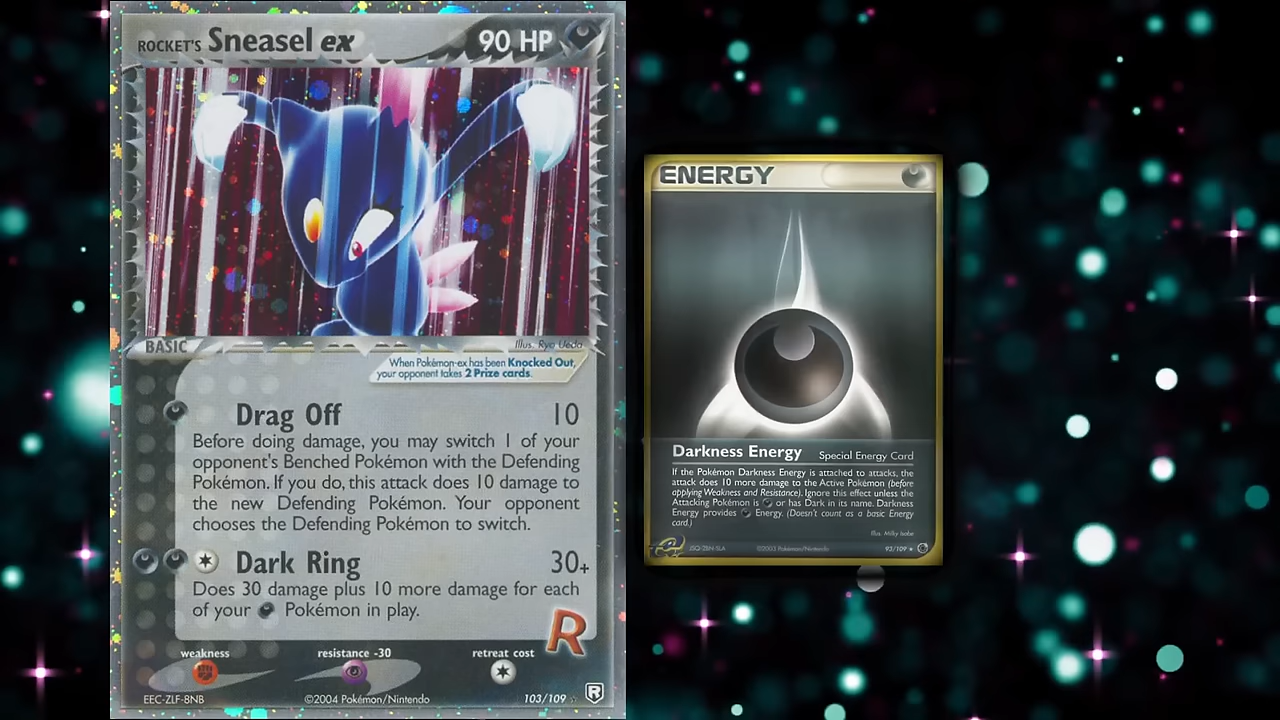 ROCKET'S Sneasel ex 90 HP
BASIC
Illus. Ryo Ueda
When Pokémon-ex has been Knocked Out,
your opponent takes 2 Prize cards.
Drag Off 10
Before doing damage, you may switch 1 of your
opponent's Benched Pokémon with the Defending
Pokémon. If you do, this attack does 10 damage to
the new Defending Pokémon. Your opponent
chooses the Defending Pokémon to switch.
Dark Ring 30+
Does 30 damage plus 10 more damage for each
of your Pokémon in play.
R
weakness resistance -30 retreat cost
EEC-ZLF-8NB ©2004 Pokémon/Nintendo 103/109 R
ENERGY
Darkness Energy Special Energy Card
If the Pokémon Darkness Energy is attached to attacks, the
attack does 10 more damage to the Active Pokémon (before
applying Weakness and Resistance). Ignore this effect unless the
Attacking Pokémon is or has Dark in its name. Darkness
Energy provides Energy. (Doesn't count as a basic Energy
card.)
Illus. Milky Isobe
©2003 Pokémon/Nintendo 93/109